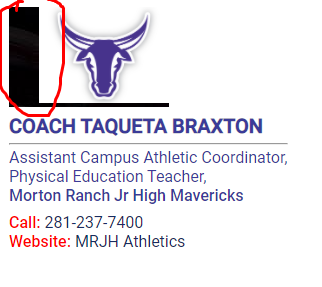 COACH TAQUETA BRAXTON
Assistant Campus Athletic Coordinator,
Physical Education Teacher,
Morton Ranch Jr High Mavericks
Call: 281-237-7400
Website: MRJH Athletics